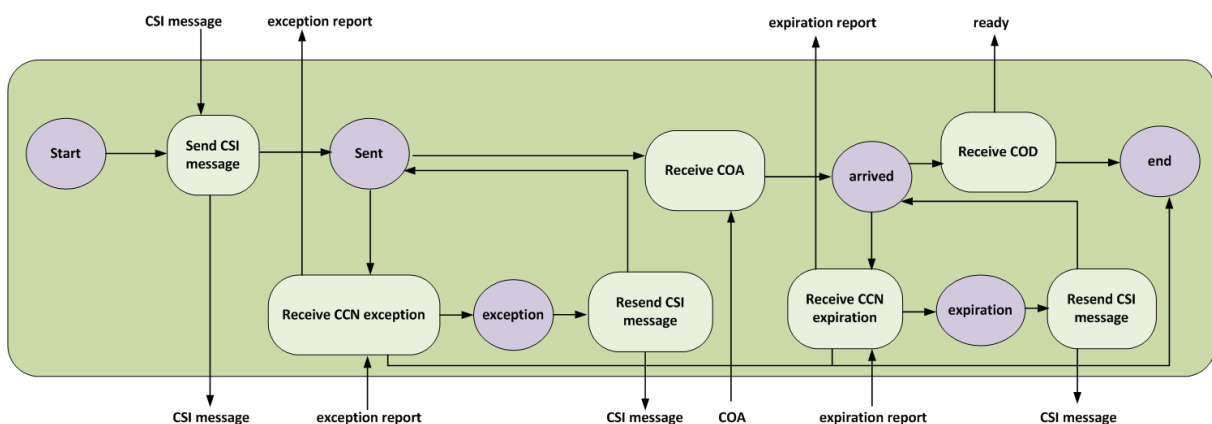 CSI message
exception report
expiration report
ready
Start
Send CSI
message
Sent
Receive COA
arrived
Receive COD
end
Receive CCN exception
exception
Resend CSI
message
Receive CCN
expiration
expiration
Resend CSI
message
CSI message
exception report
CSI message
COA
expiration report
CSI message